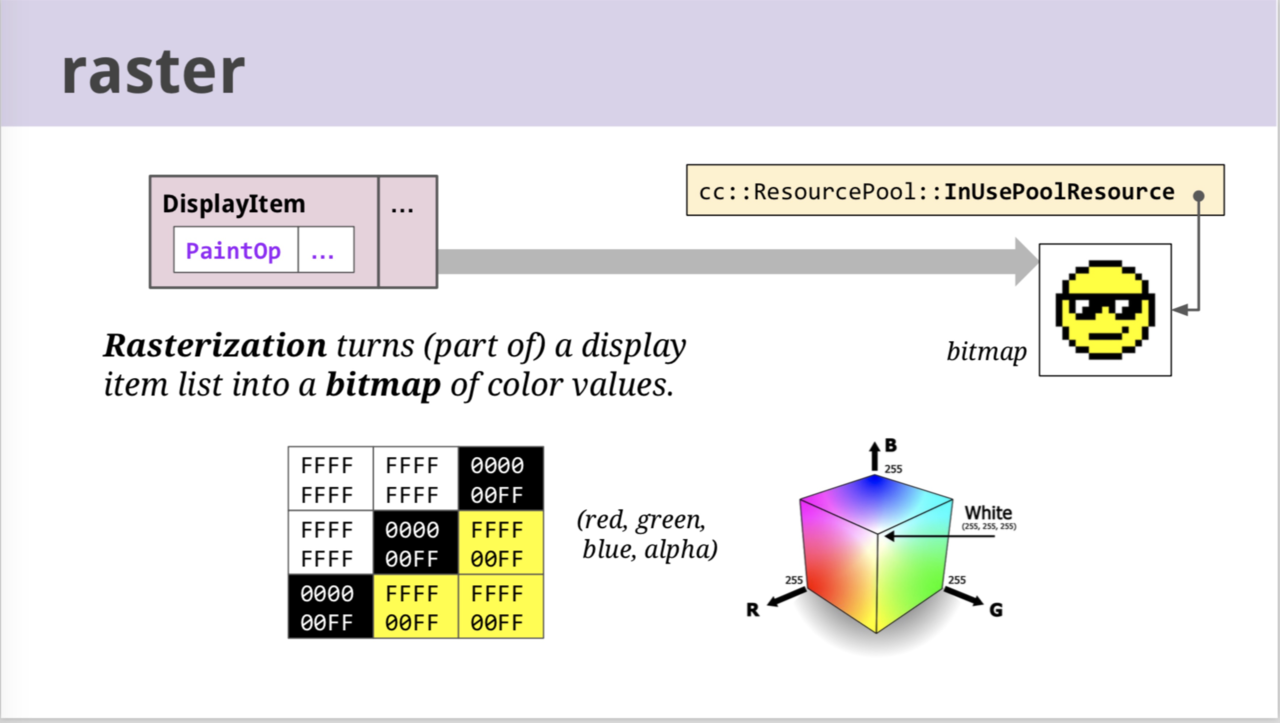 raster
DisplayItem
...
PaintOp
...
cc::ResourcePool::InUsePoolResource
bitmap
Rasterization turns (part of) a display
item list into a bitmap of color values.
FFFF FFFF 0000
FFFF FFFF 00FF
FFFF 0000 FFFF
FFFF 00FF 00FF
0000 FFFF FFFF
00FF 00FF 00FF
(red, green,
blue, alpha)
B
255
White
(255, 255, 255)
255
255
R
G